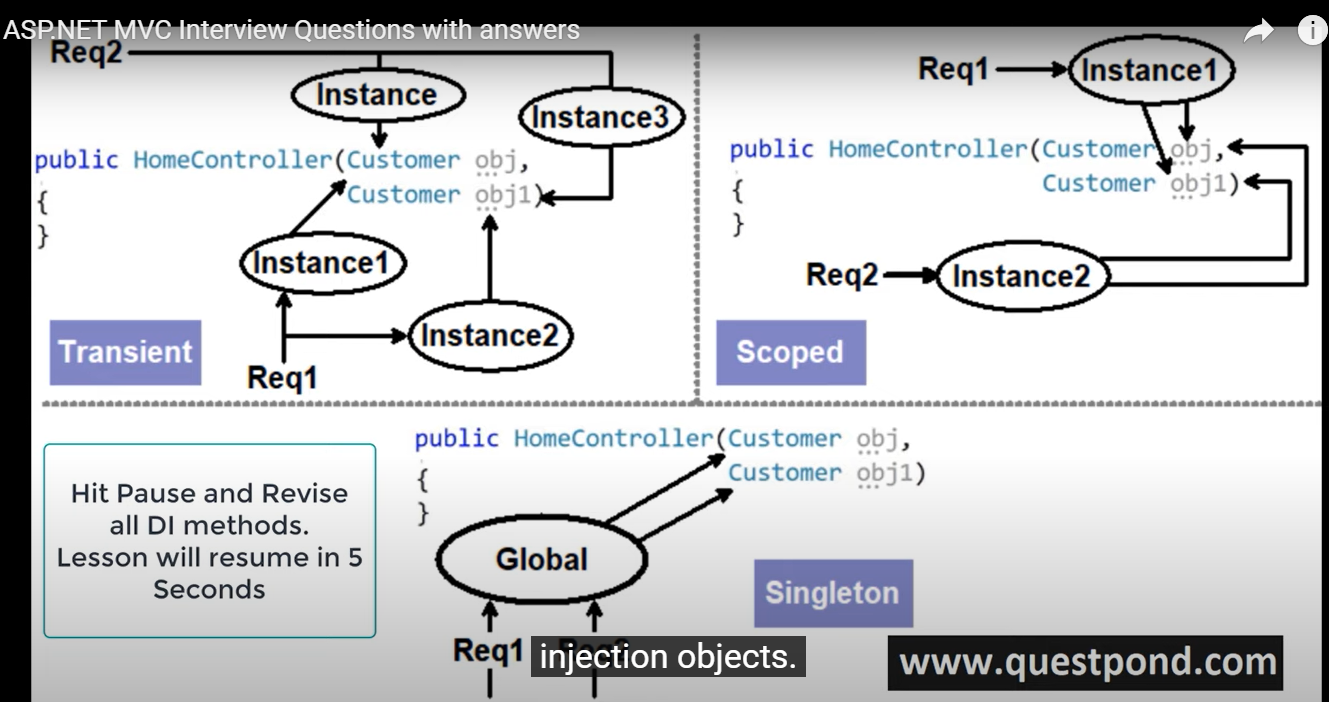 ASP.NET MVC Interview Questions with answers
Req2
Instance
Instance3
public HomeController(Customer obj,
Customer obj1)
{
}
Instance1
Instance2
Transient
Req1
Req1
Instance1
public HomeController(Customer obj,
Customer obj1)
{
}
Req2
Instance2
Scoped
Hit Pause and Revise
all DI methods.
Lesson will resume in 5
Seconds
public HomeController(Customer obj,
Customer obj1)
{
}
Global
Singleton
Req1
injection objects.
www.questpond.com